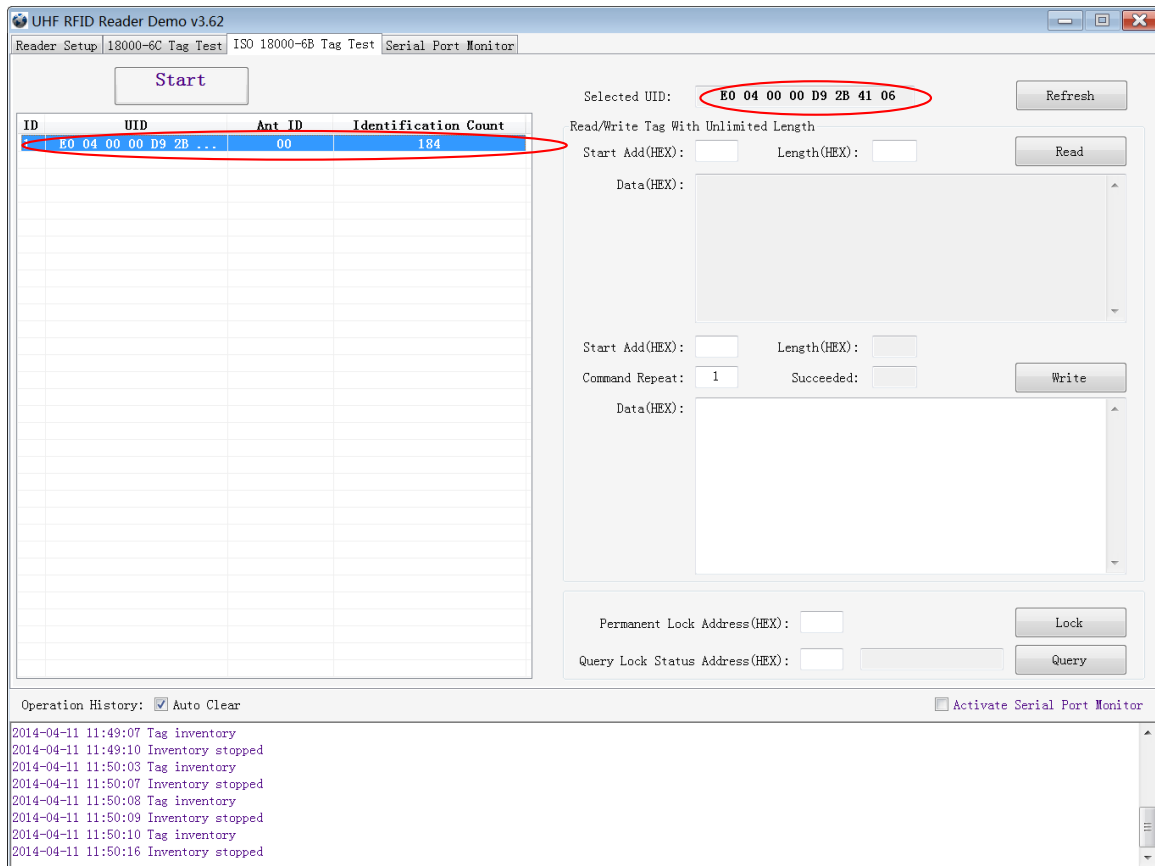 UHF RFID Reader Demo v3.62
Reader Setup 18000-6C Tag Test ISO 18000-6B Tag Test Serial Port Monitor
Start
ID UID Ant ID Identification Count
E0 04 00 00 D9 2B ... 00 184
Selected UID: E0 04 00 00 D9 2B 41 06 Refresh
Read/Write Tag With Unlimited Length
Start Add(HEX): Length(HEX): Read
Data(HEX):
Start Add(HEX): Length(HEX):
Command Repeat: 1 Succeeded: Write
Data(HEX):
Permanent Lock Address(HEX): Lock
Query Lock Status Address(HEX): Query
Operation History: Auto Clear Activate Serial Port Monitor
2014-04-11 11:49:07 Tag inventory
2014-04-11 11:49:10 Inventory stopped
2014-04-11 11:50:03 Tag inventory
2014-04-11 11:50:07 Inventory stopped
2014-04-11 11:50:08 Tag inventory
2014-04-11 11:50:09 Inventory stopped
2014-04-11 11:50:10 Tag inventory
2014-04-11 11:50:16 Inventory stopped